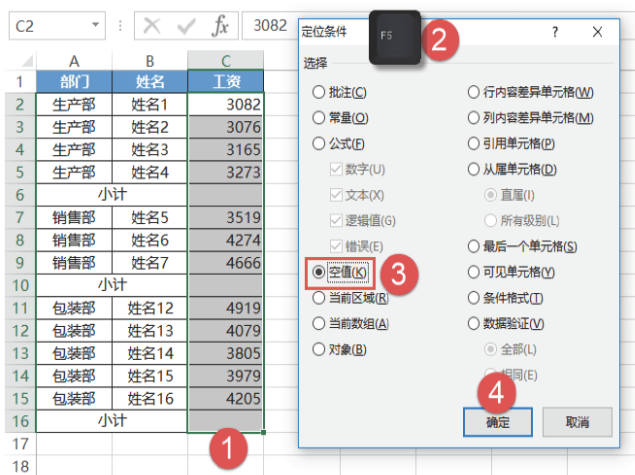 C2
fx
3082
A
B
C
1 部门 姓名 工资
2 生产部 姓名1 3082
3 生产部 姓名2 3076
4 生产部 姓名3 3165
5 生产部 姓名4 3273
6 小计
7 销售部 姓名5 3519
8 销售部 姓名6 4274
9 销售部 姓名7 4666
10 小计
11 包装部 姓名12 4919
12 包装部 姓名13 4079
13 包装部 姓名14 3805
14 包装部 姓名15 3979
15 包装部 姓名16 4205
16 小计
17
18
1
定位条件
F5
2
?
选择
批注(C)
常量(O)
公式(F)
数字(U)
文本(X)
逻辑值(G)
错误(E)
空值(K)
3
当前区域(R)
当前数组(A)
对象(B)
行内容差异单元格(W)
列内容差异单元格(M)
引用单元格(P)
从属单元格(D)
直属(I)
所有级别(L)
最后一个单元格(S)
可见单元格(Y)
条件格式(T)
数据验证(V)
全部(L)
相同(E)
4
确定
取消